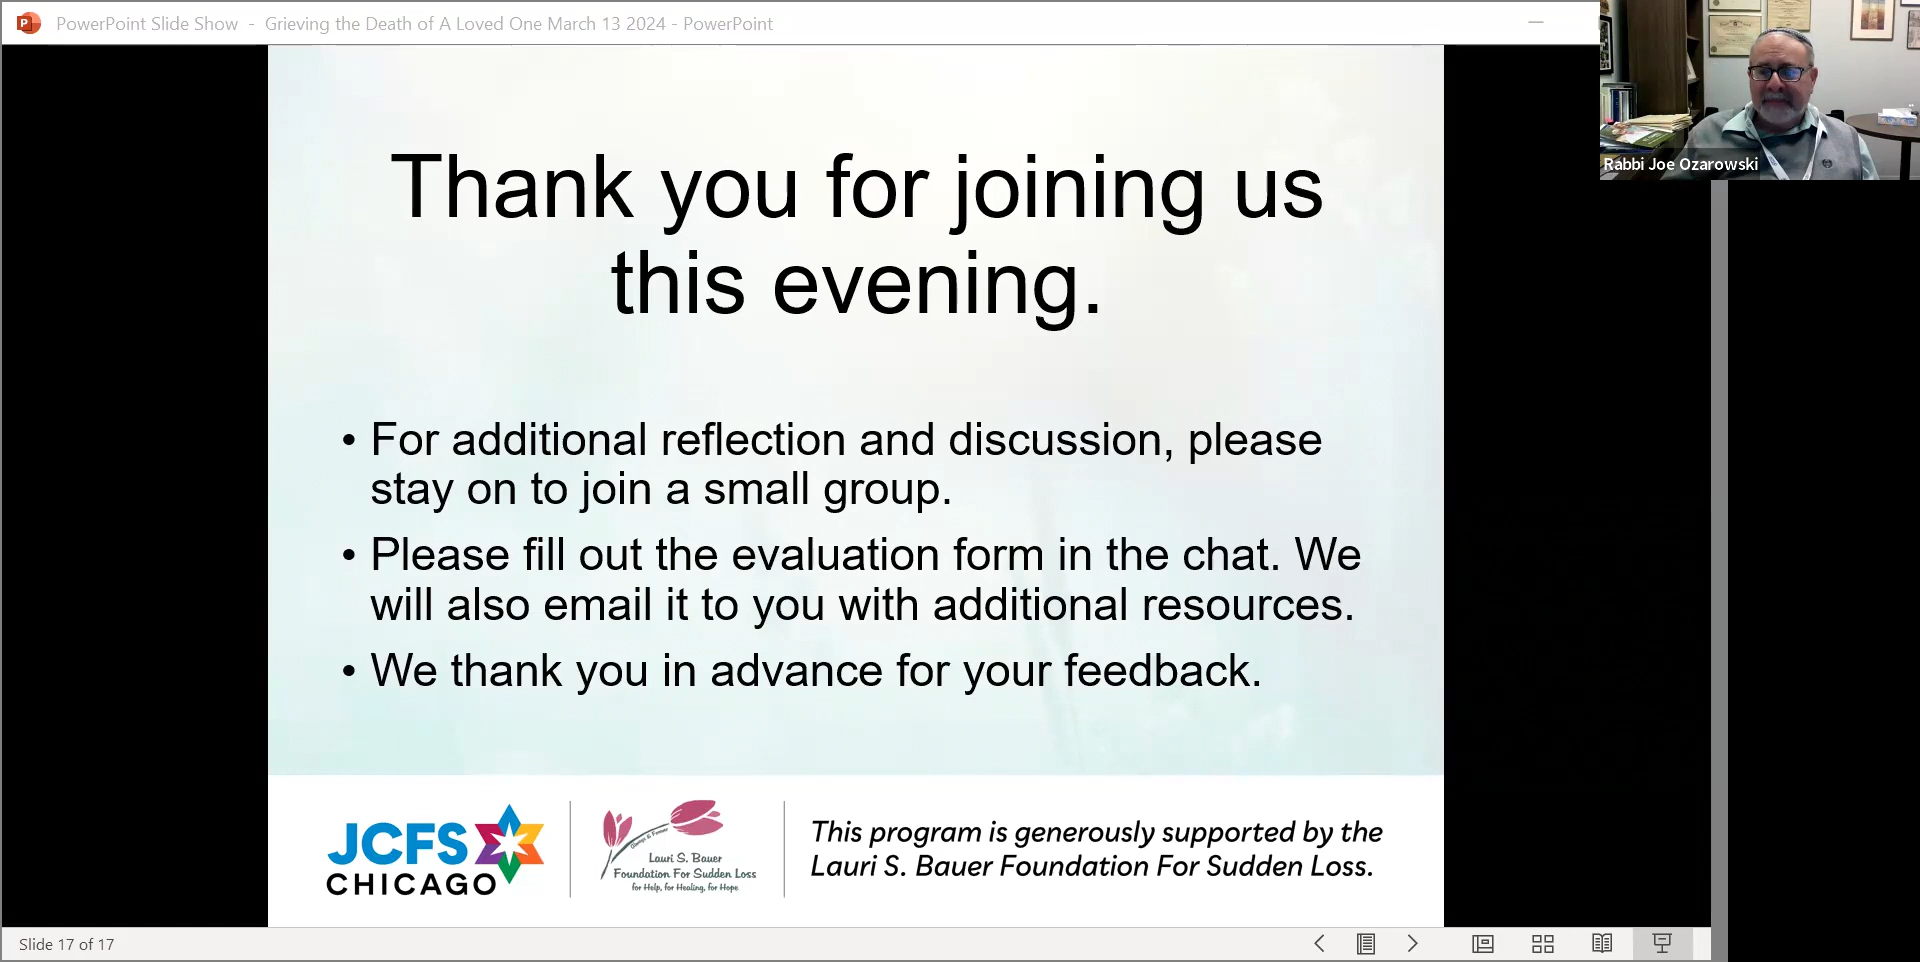 PowerPoint Slide Show - Grieving the Death of A Loved One March 13 2024 - PowerPoint
Rabbi Joe Ozarowski
Thank you for joining us
this evening.
• For additional reflection and discussion, please
stay on to join a small group.
• Please fill out the evaluation form in the chat. We
will also email it to you with additional resources.
• We thank you in advance for your feedback.
JCFS
CHICAGO
Always & Forever
Lauri S. Bauer
Foundation For Sudden Loss
for Help, for Healing, for Hope
This program is generously supported by the
Lauri S. Bauer Foundation For Sudden Loss.
Slide 17 of 17